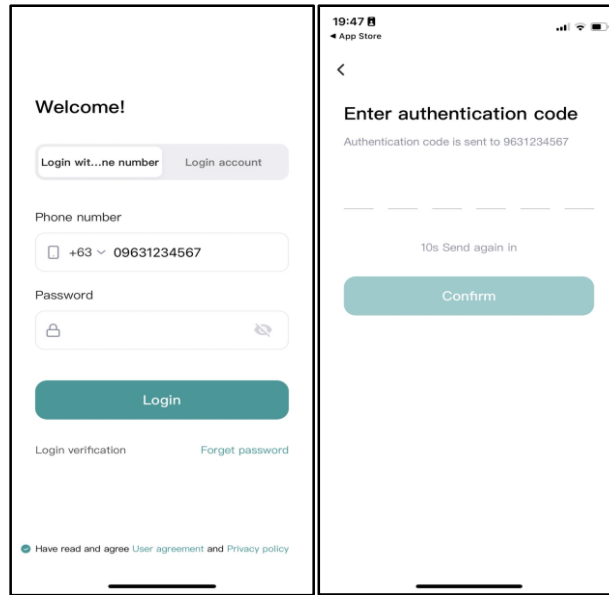 Welcome!
Login wit...ne number
Login account
Phone number
+63
09631234567
Password
Login
Login verification
Forget password
Have read and agree User agreement and Privacy policy
19:47
App Store
Enter authentication code
Authentication code is sent to 9631234567
10s Send again in
Confirm